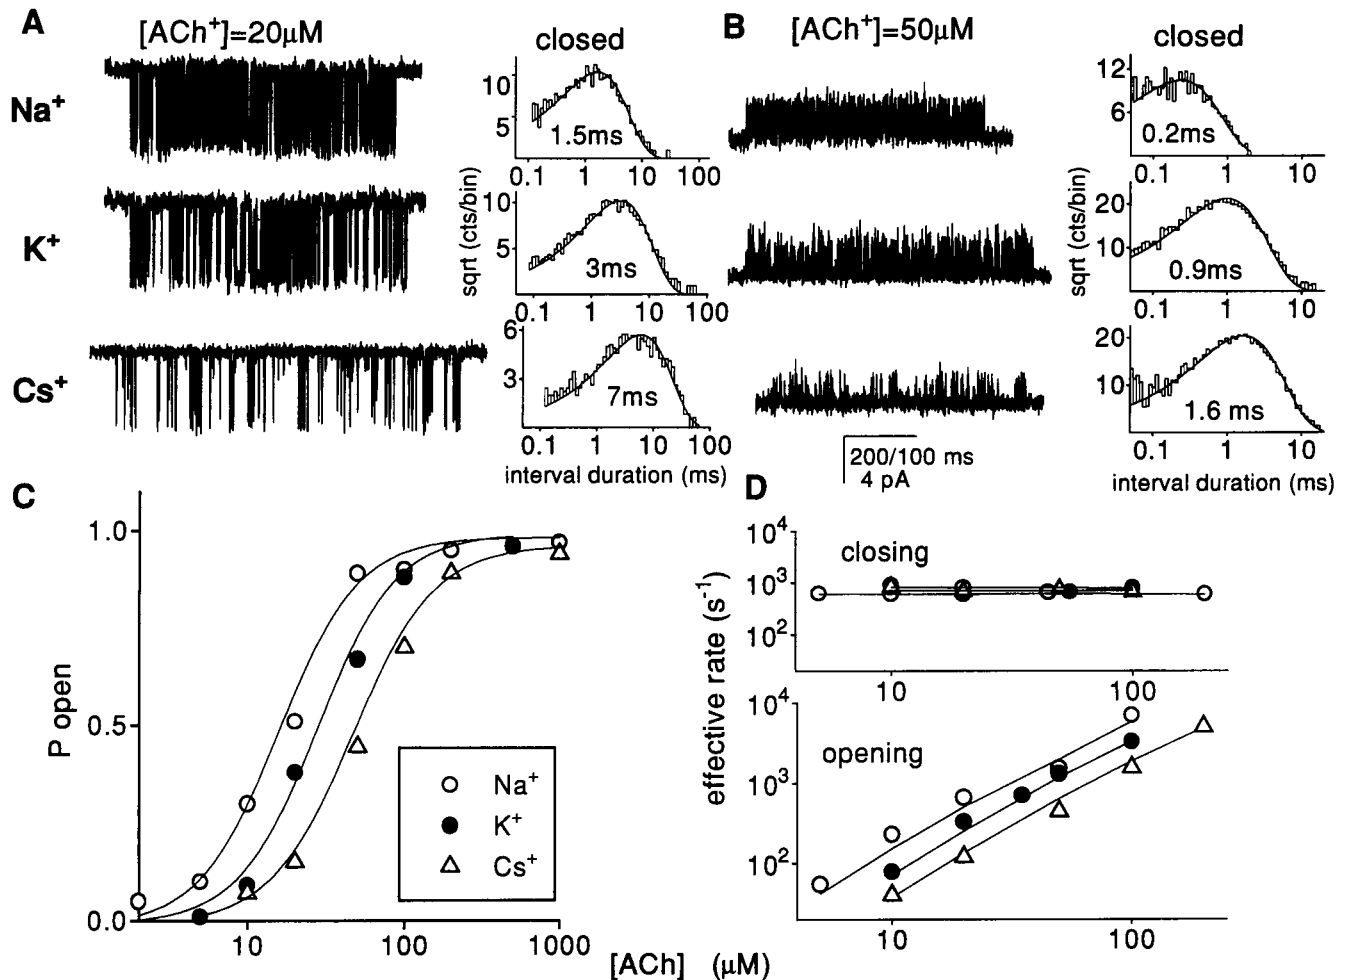 A
[ACh⁺]=20μM
closed
Na⁺
10
5
1.5ms
0.1 1 10 100
K⁺
sqrt (cts/bin)
10
5
3ms
0.1 1 10 100
Cs⁺
6
3
7ms
0.1 1 10 100
interval duration (ms)
B
[ACh⁺]=50μM
closed
12
6
0.2ms
0.1 1 10
sqrt (cts/bin)
20
10
0.9ms
0.1 1 10
20
10
1.6 ms
0.1 1 10
interval duration (ms)
200/100 ms
4 pA
C
P open
1.0
0.5
0.0
Na⁺
K⁺
Cs⁺
10 100 1000
[ACh] (μM)
D
effective rate (s⁻¹)
closing
10⁴
10³
10²
10 100
opening
10⁴
10³
10²
10 100